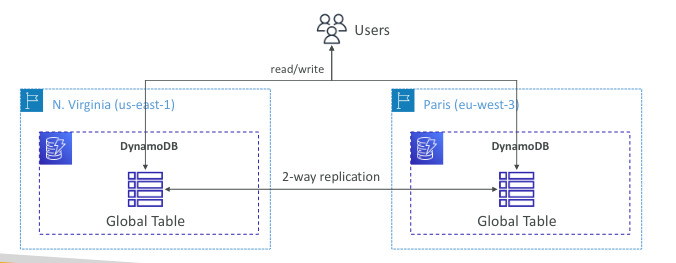 Users
read/write
N. Virginia (us-east-1)
Paris (eu-west-3)
DynamoDB
DynamoDB
2-way replication
Global Table
Global Table